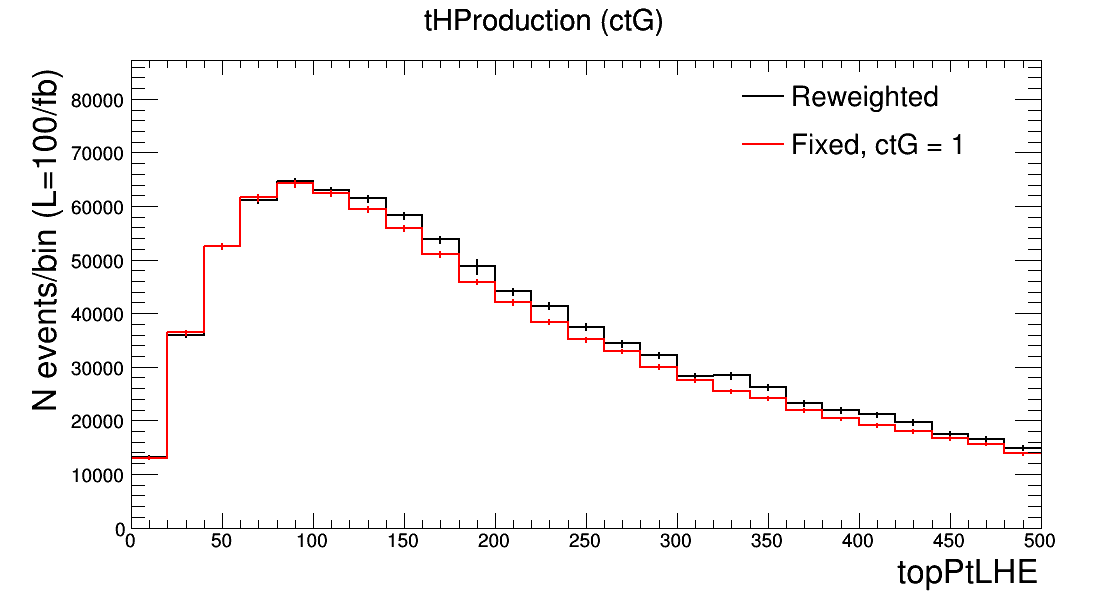 tHProduction (ctG)
N events/bin (L=100/fb)
80000
70000
60000
50000
40000
30000
20000
10000
0
Reweighted
Fixed, ctG = 1
0 50 100 150 200 250 300 350 400 450 500
topPtLHE